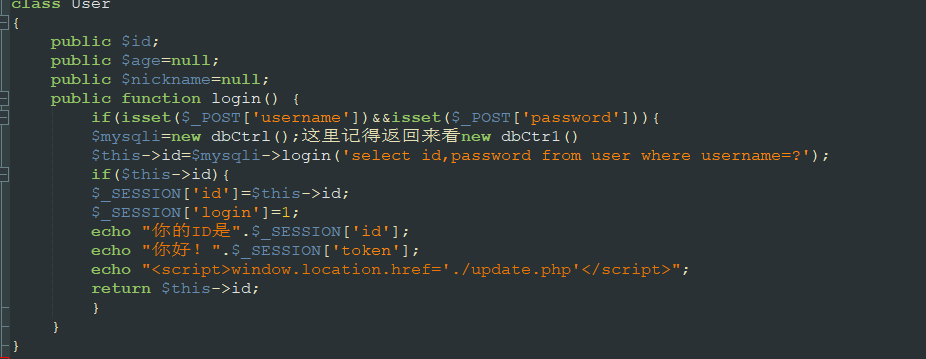 class User
{
public $id;
public $age=null;
public $nickname=null;
public function login() {
if(isset($_POST['username'])&&isset($_POST['password'])){
$mysqli=new dbCtrl();这里记得返回来看new dbCtr1()
$this->id=$mysqli->login('select id,password from user where username=?');
if($this->id){
$_SESSION['id']=$this->id;
$_SESSION['login']=1;
echo "你的ID是".$_SESSION['id'];
echo "你好！".$_SESSION['token'];
echo "<script>window.location.href='./update.php'</script>";
return $this->id;
}
}
}